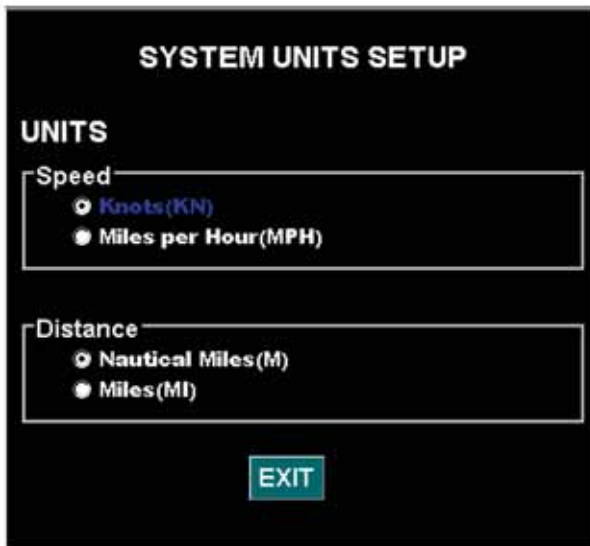 SYSTEM UNITS SETUP
UNITS
Speed
Knots(KN)
Miles per Hour(MPH)
Distance
Nautical Miles(M)
Miles(MI)
EXIT